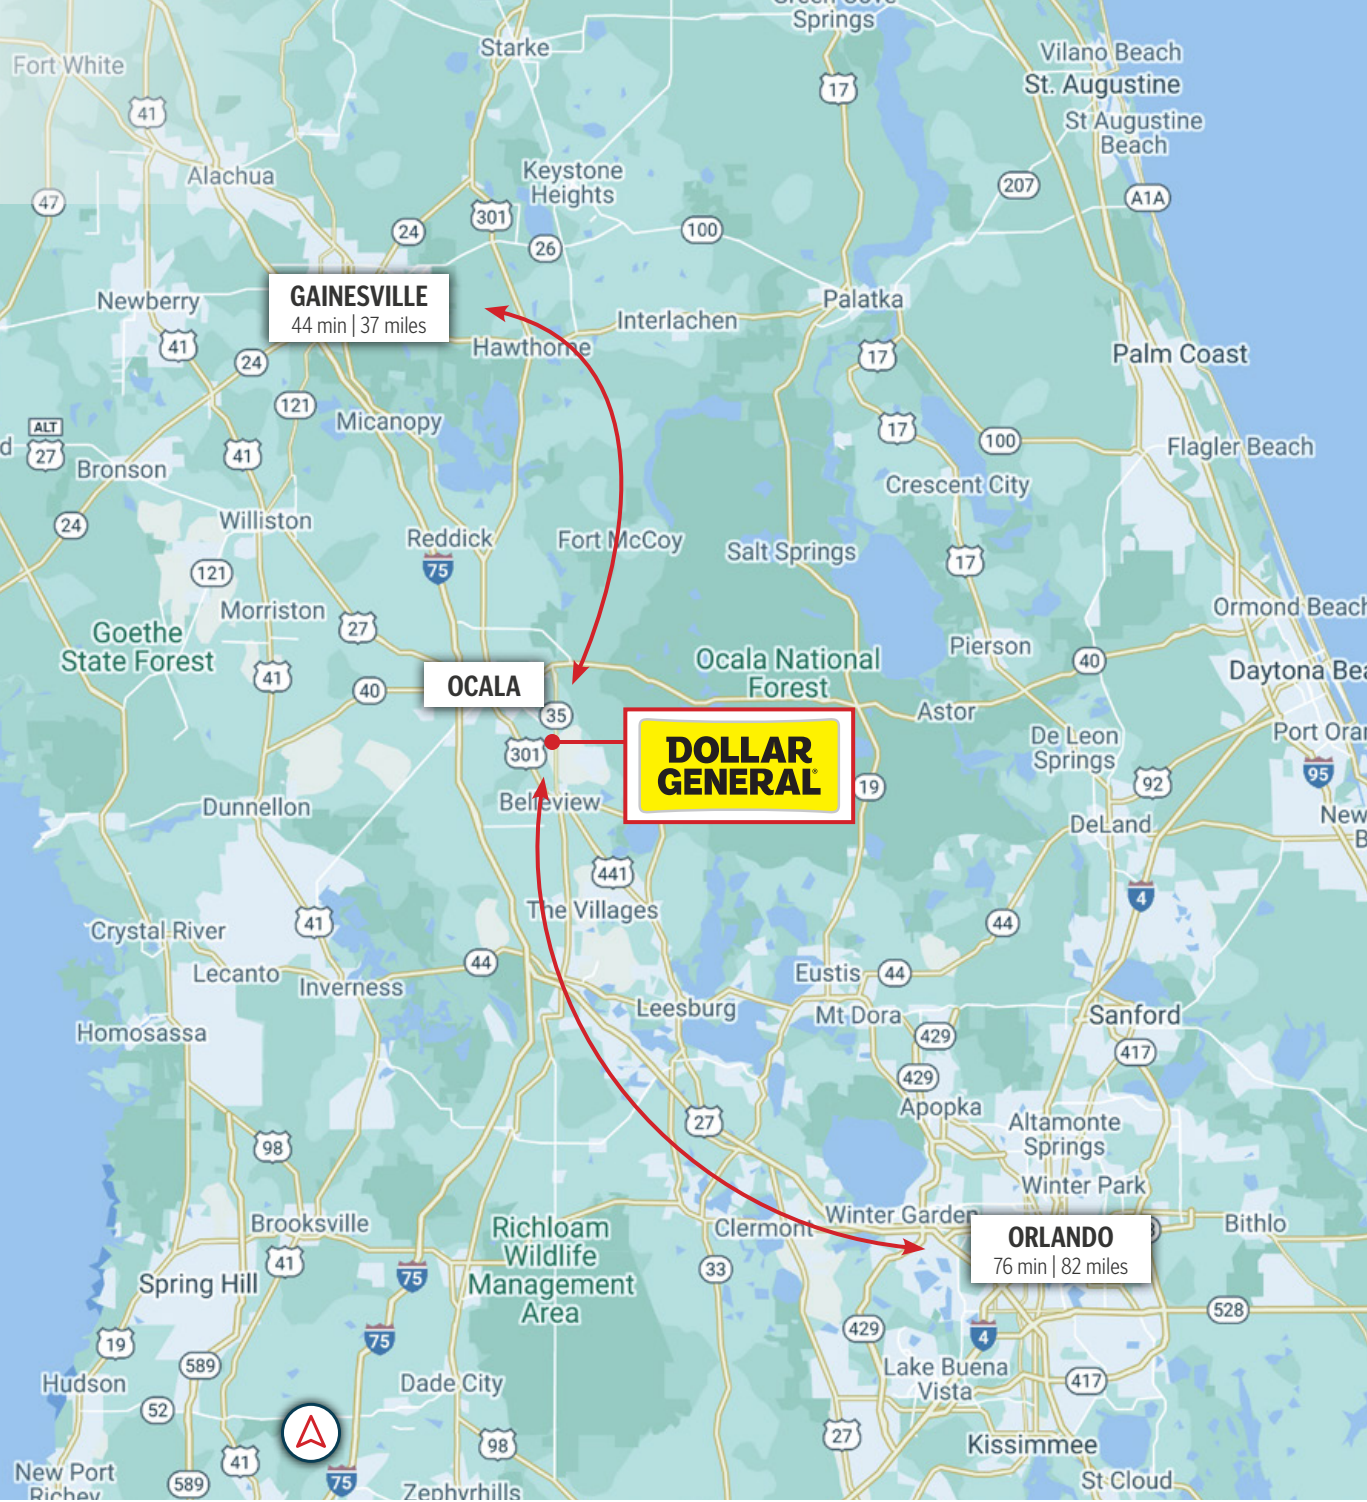 Green Cove
Springs
Starke
Fort White
Vilano Beach
St. Augustine
17
41
St Augustine
Beach
Keystone
Heights
Alachua
207
A1A
47
301
24
100
26
GAINESVILLE
44 min | 37 miles
Newberry
Palatka
Interlachen
41
Hawthorne
17
Palm Coast
24
121
Micanopy
ALT
27
d
17
100
41
Flagler Beach
Bronson
Crescent City
24
Williston
Reddick
Fort McCoy
Salt Springs
75
17
121
Morriston
Ormond Beach
27
Goethe
State Forest
Pierson
Ocala National
Forest
40
Daytona Bea
41
OCALA
40
35
Astor
De Leon
Springs
Port Oran
301
DOLLAR
GENERAL
95
92
19
Dunnellon
Belleview
New
B
DeLand
441
4
The Villages
41
44
Crystal River
44
Lecanto
Inverness
Eustis
44
Leesburg
Mt Dora
Sanford
Homosassa
429
417
429
Apopka
27
Altamonte
Springs
98
Winter Park
Brooksville
Richloam
Wildlife
Management
Area
Clermont
Winter Garden
Bithlo
ORLANDO
76 min | 82 miles
41
33
75
Spring Hill
528
429
4
19
75
589
Lake Buena
Vista
417
Hudson
Dade City
52
27
98
Kissimmee
41
New Port
Richey
589
75
St Cloud
Zephyrhills